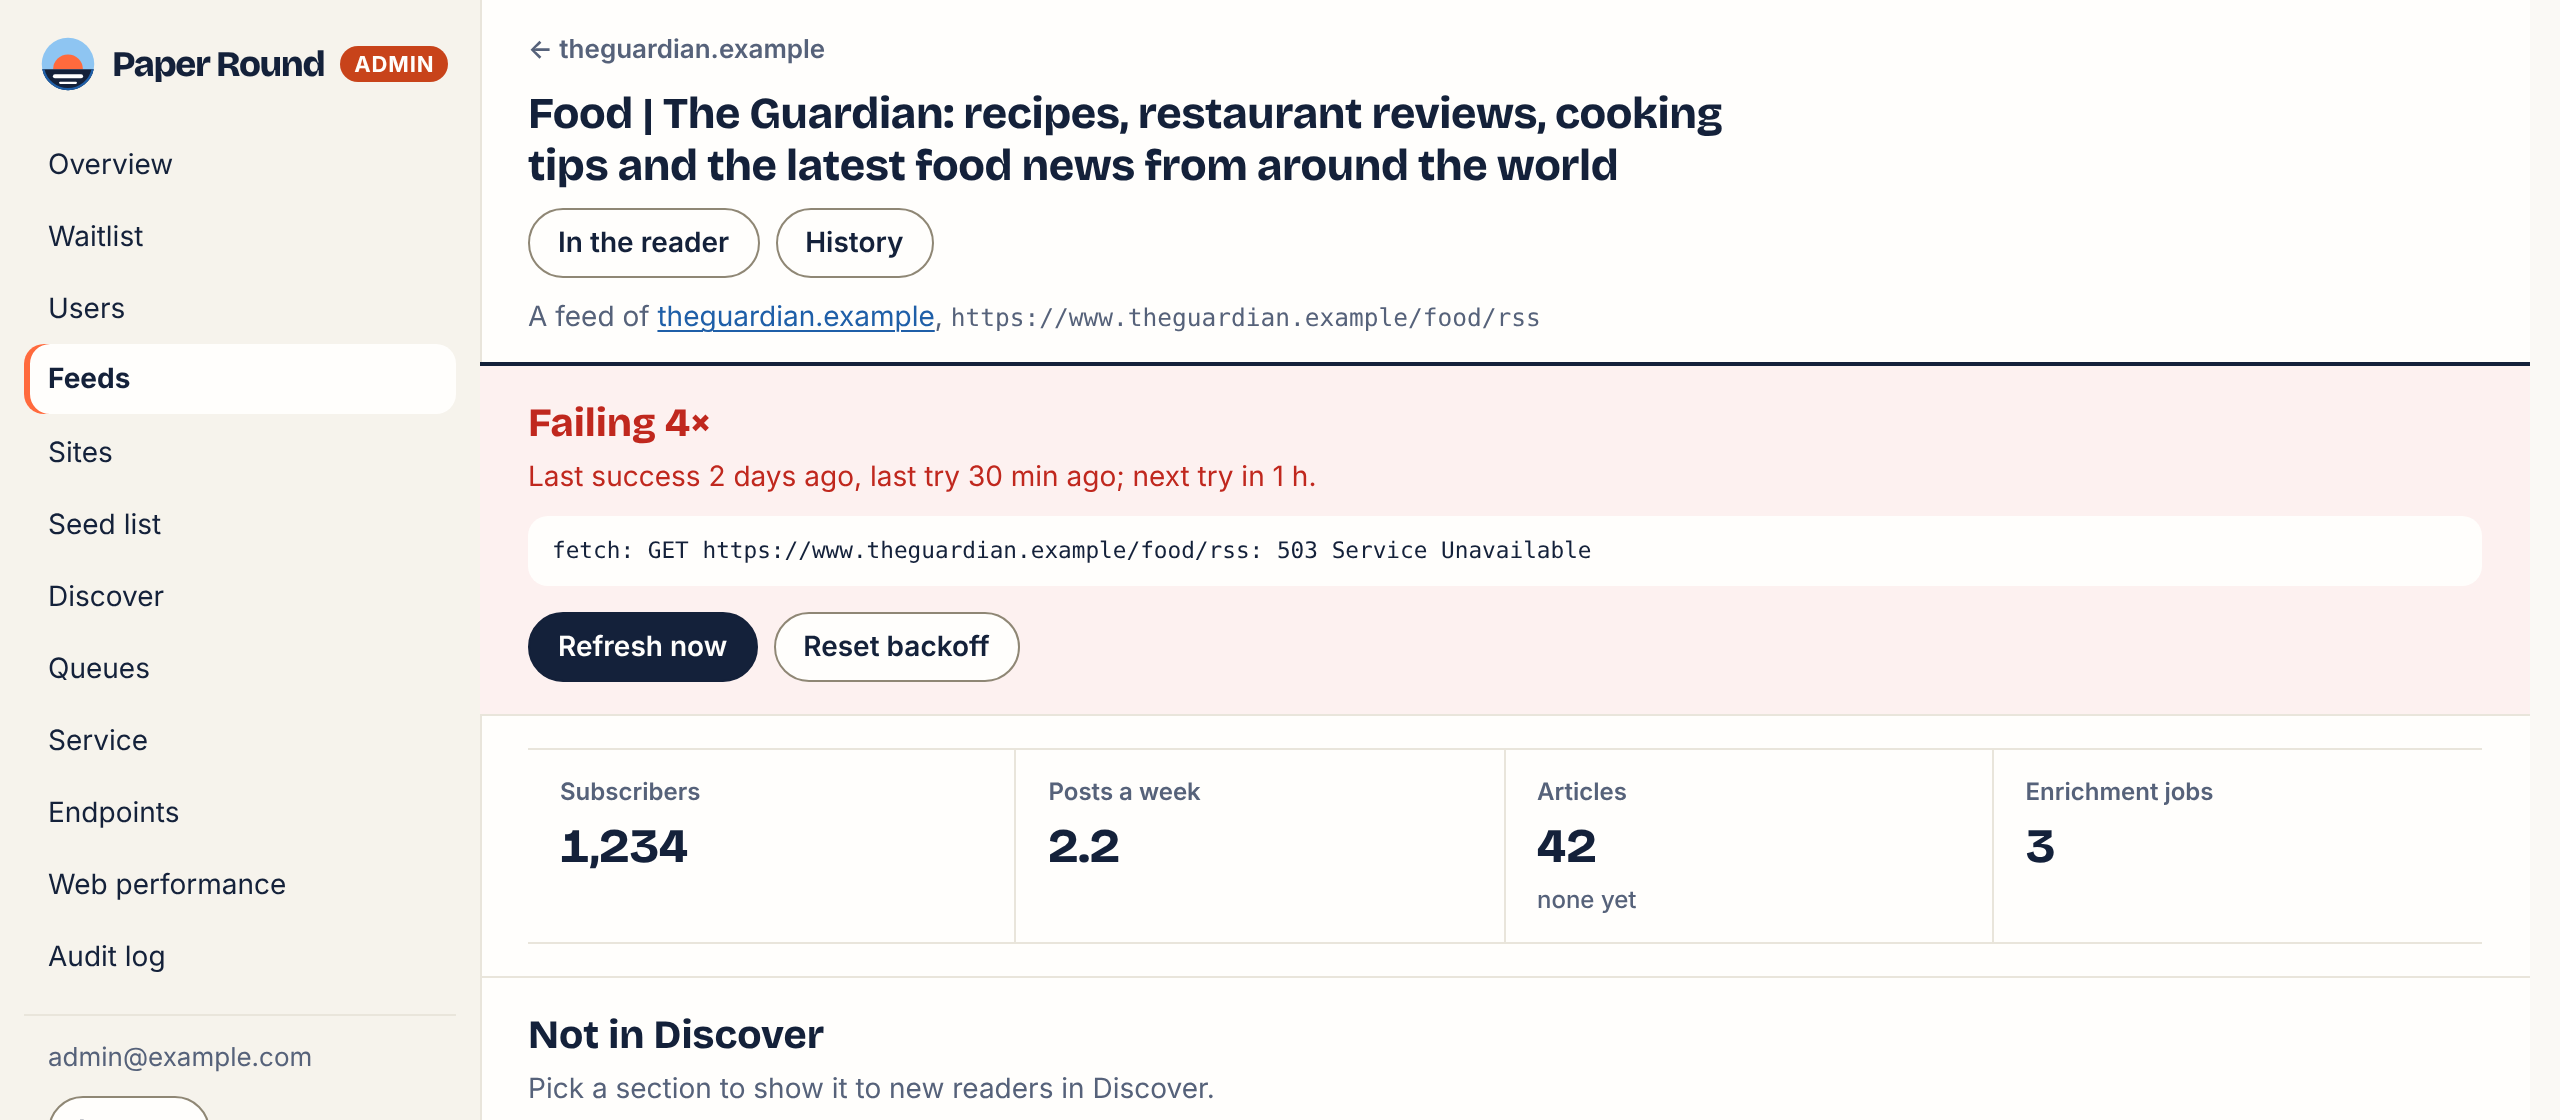 Paper Round ADMIN
Overview
Waitlist
Users
Feeds
Sites
Seed list
Discover
Queues
Service
Endpoints
Web performance
Audit log
admin@example.com
← theguardian.example
Food | The Guardian: recipes, restaurant reviews, cooking
tips and the latest food news from around the world
In the reader History
A feed of theguardian.example, https://www.theguardian.example/food/rss
Failing 4×
Last success 2 days ago, last try 30 min ago; next try in 1 h.
fetch: GET https://www.theguardian.example/food/rss: 503 Service Unavailable
Refresh now Reset backoff
Subscribers
1,234
Posts a week
2.2
Articles
42
none yet
Enrichment jobs
3
Not in Discover
Pick a section to show it to new readers in Discover.